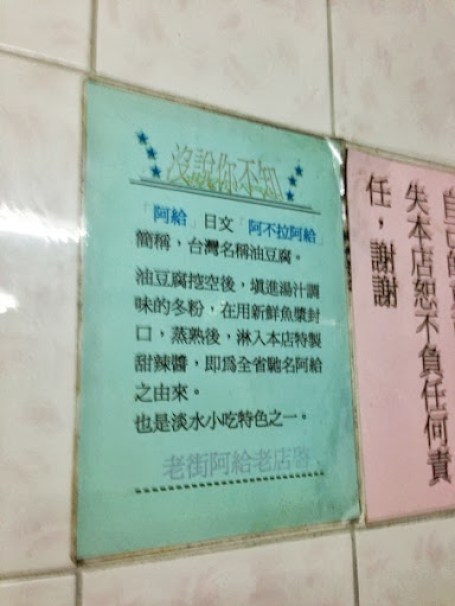 沒說你不知
「阿給」日文「阿不拉阿給」
簡稱，台灣名稱油豆腐。
油豆腐挖空後，填進湯汁調
味的冬粉，在用新鮮魚漿封
口，蒸熟後，淋入本店特製
甜辣醬，即為全省馳名阿給
之由來。
也是淡水小吃特色之一。
老街阿給老店啓
失本店恕不負任何責
任，謝謝